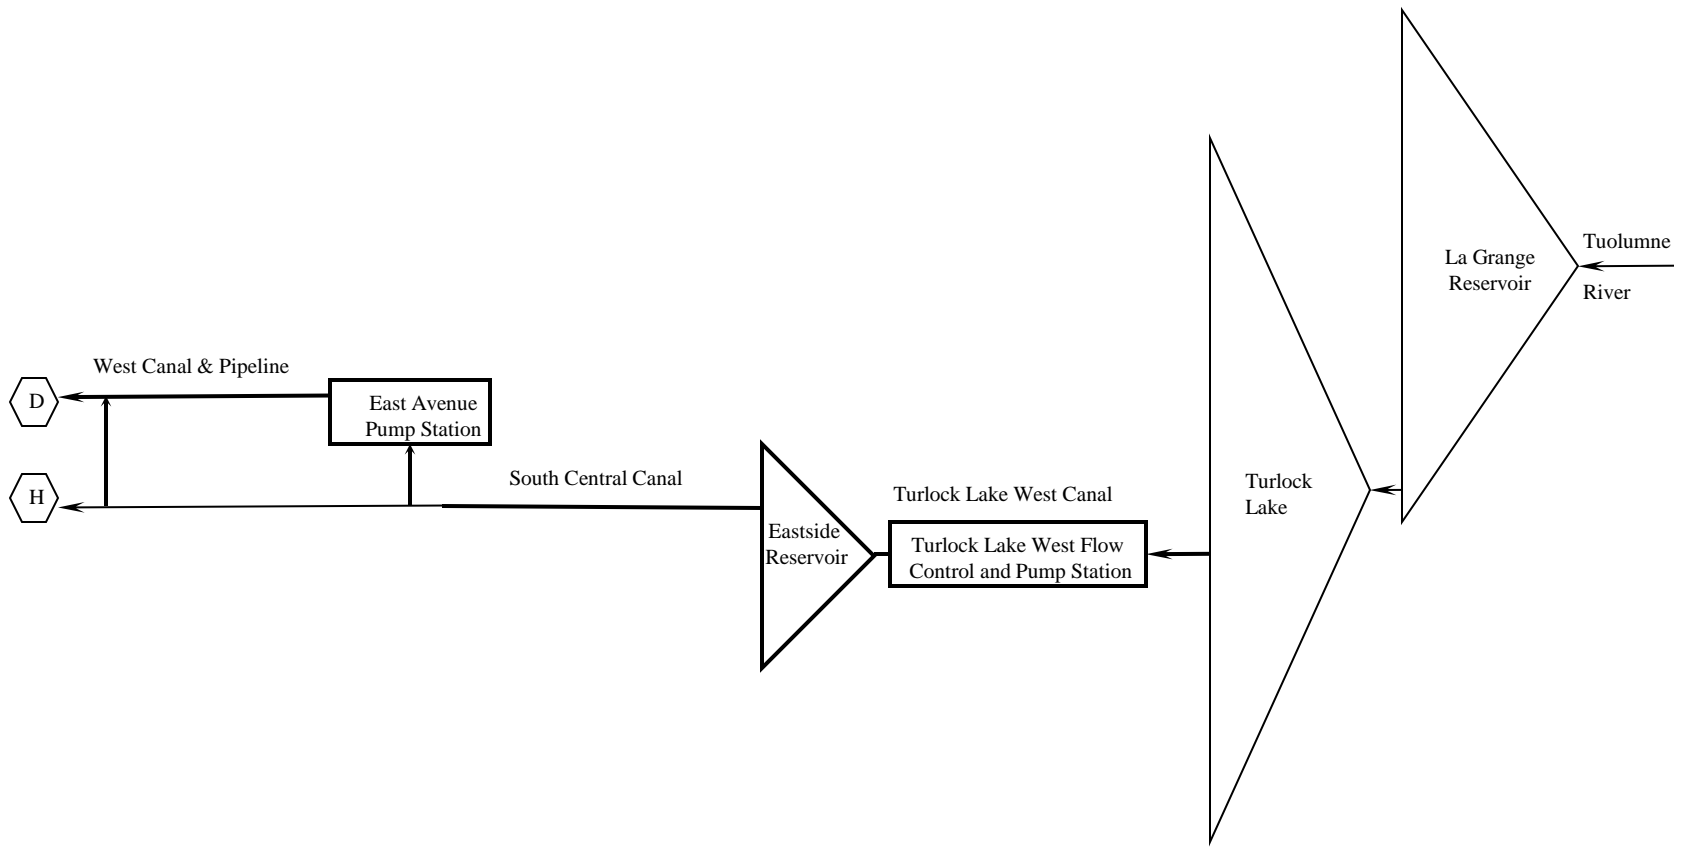 Tuolumne
La Grange
Reservoir
River
West Canal & Pipeline
D
East Avenue
Pump Station
H
South Central Canal
Turlock Lake West Canal
Turlock
Lake
Eastside
Reservoir
Turlock Lake West Flow
Control and Pump Station